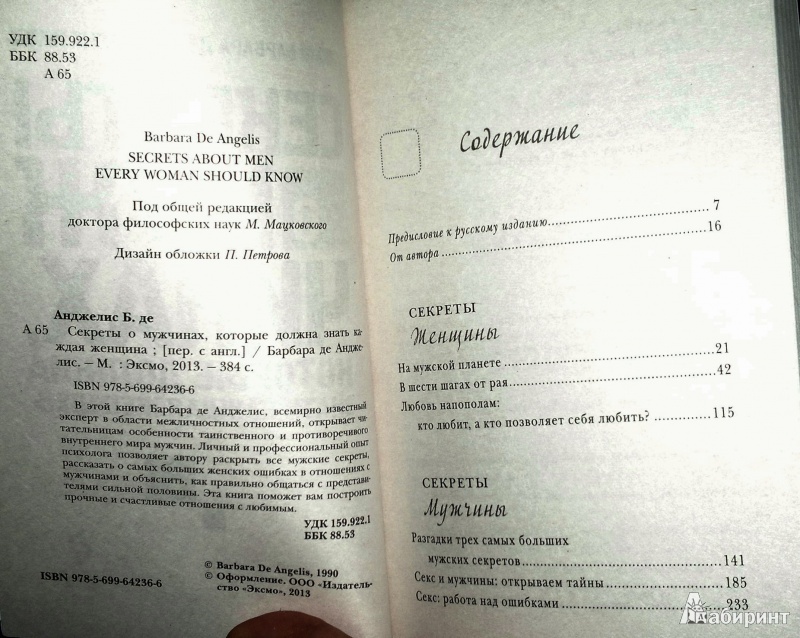 УДК 159.922.1
ББК 88.53
А 65
Barbara De Angelis
SECRETS ABOUT MEN
EVERY WOMAN SHOULD KNOW
Под общей редакцией
доктора философских наук М. Мацковского
Дизайн обложки П. Петрова
Анджелис Б. де
А 65 Секреты о мужчинах, которые должна знать ка-
ждая женщина ; [пер. с англ.] / Барбара де Андже-
лис. – М. : Эксмо, 2013. – 384 с.
ISBN 978-5-699-64236-6
В этой книге Барбара де Анджелис, всемирно известный
эксперт в области межличностных отношений, открывает чи-
тательницам особенности таинственного и противоречивого
внутреннего мира мужчин. Личный и профессиональный опыт
психолога позволяет автору раскрыть все мужские секреты,
рассказать о самых больших женских ошибках в отношениях с
мужчинами и объяснить, как правильно общаться с представи-
телями сильной половины. Эта книга поможет вам построить
прочные и счастливые отношения с любимым.
УДК 159.922.1
ББК 88.53
© Barbara De Angelis, 1990
© Оформление. ООО «Издатель-
ство «Эксмо», 2013
ISBN 978-5-699-64236-6
Содержание
Предисловие к русскому изданию 7
От автора 16
СЕКРЕТЫ
Женщины
На мужской планете 21
В шести шагах от рая 42
Любовь напополам:
кто любит, а кто позволяет себя любить? 115
СЕКРЕТЫ
Мужчины
Разгадки трех самых больших
мужских секретов 141
Секс и мужчины: открываем тайны 185
Секс: работа над ошибками 233
Лабиринт